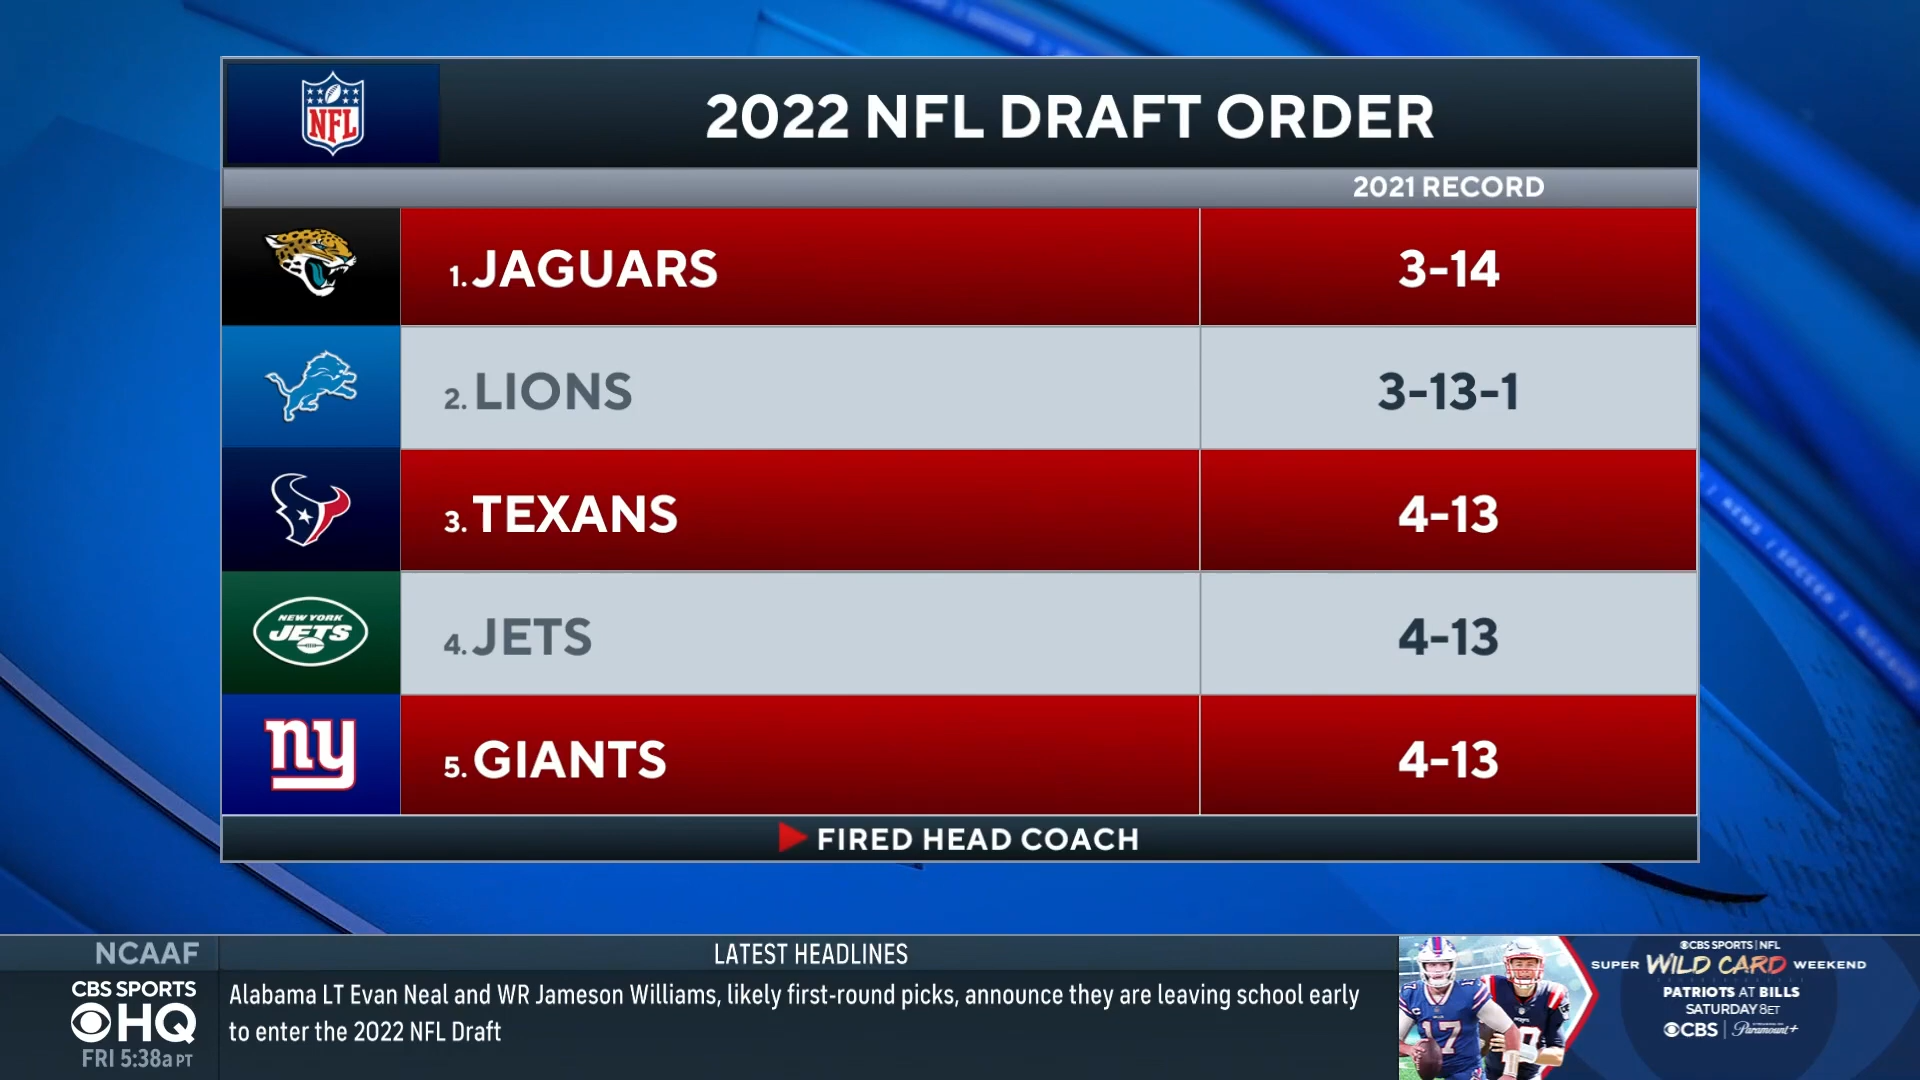 NFL
2022 NFL DRAFT ORDER
2021 RECORD
1. JAGUARS 3-14
2. LIONS 3-13-1
3. TEXANS 4-13
NEW YORK
JETS
4. JETS 4-13
ny
5. GIANTS 4-13
FIRED HEAD COACH
NEWS / SOCCER /
NCAAF
LATEST HEADLINES
CBS SPORTS
HQ
FRI 5:38a PT
Alabama LT Evan Neal and WR Jameson Williams, likely first-round picks, announce they are leaving school early
to enter the 2022 NFL Draft
17
CBS SPORTS | NFL
SUPER WILD CARD WEEKEND
PATRIOTS AT BILLS
SATURDAY 8ET
CBS | Paramount+